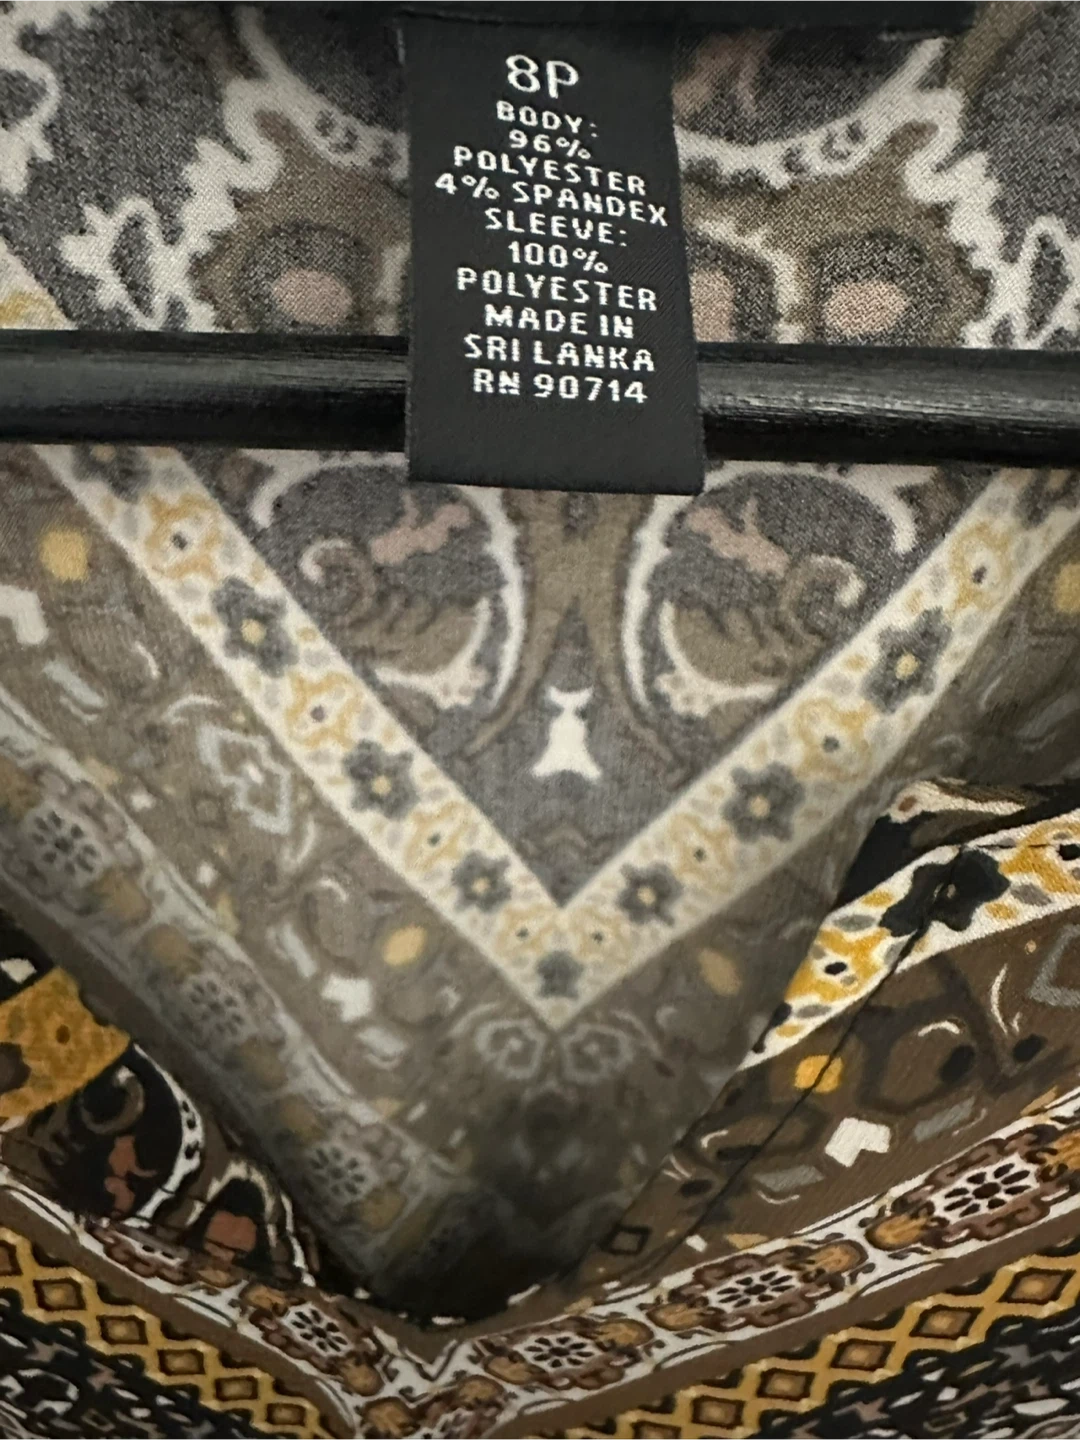 8P
BODY:
96%
POLYESTER
4% SPANDEX
SLEEVE:
100%
POLYESTER
MADE IN
SRI LANKA
RN 90714